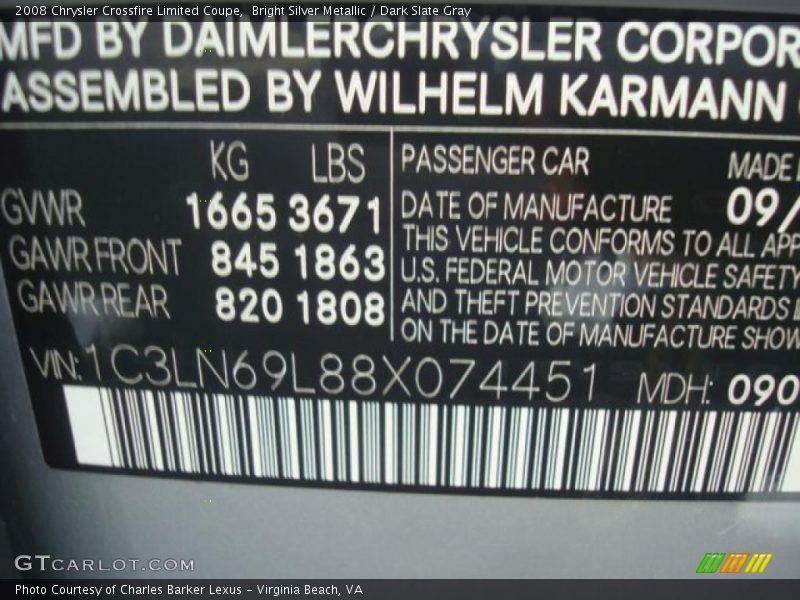 2008 Chrysler Crossfire Limited Coupe, Bright Silver Metallic / Dark Slate Gray
MFD BY DAIMLERCHRYSLER CORPOR
ASSEMBLED BY WILHELM KARMANN
KG LBS
GVWR 1665 3671
GAWR FRONT 845 1863
GAWR REAR 820 1808
PASSENGER CAR MADE
DATE OF MANUFACTURE 09/
THIS VEHICLE CONFORMS TO ALL APP
U.S. FEDERAL MOTOR VEHICLE SAFETY
AND THEFT PREVENTION STANDARDS
ON THE DATE OF MANUFACTURE SHOW
VIN: 1C3LN69L88X074451 MDH: 090
GTCARLOT.COM
Photo Courtesy of Charles Barker Lexus - Virginia Beach, VA